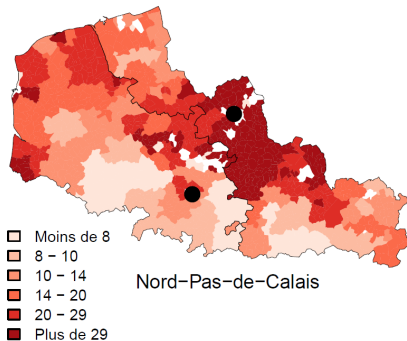 Moins de 8
8 − 10
10 − 14
14 − 20
20 − 29
Plus de 29
Nord−Pas−de−Calais